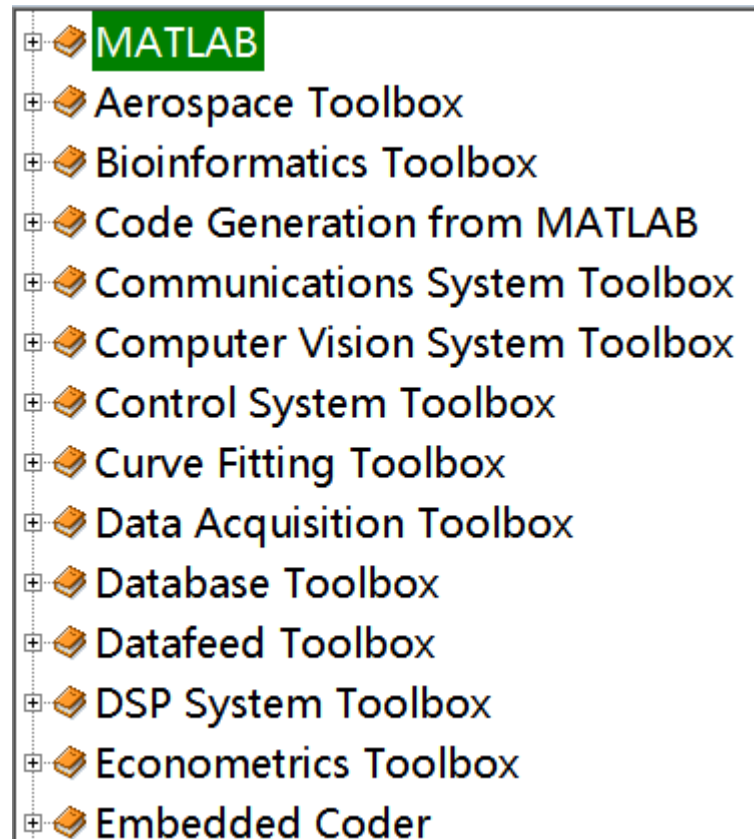 MATLAB
Aerospace Toolbox
Bioinformatics Toolbox
Code Generation from MATLAB
Communications System Toolbox
Computer Vision System Toolbox
Control System Toolbox
Curve Fitting Toolbox
Data Acquisition Toolbox
Database Toolbox
Datafeed Toolbox
DSP System Toolbox
Econometrics Toolbox
Embedded Coder